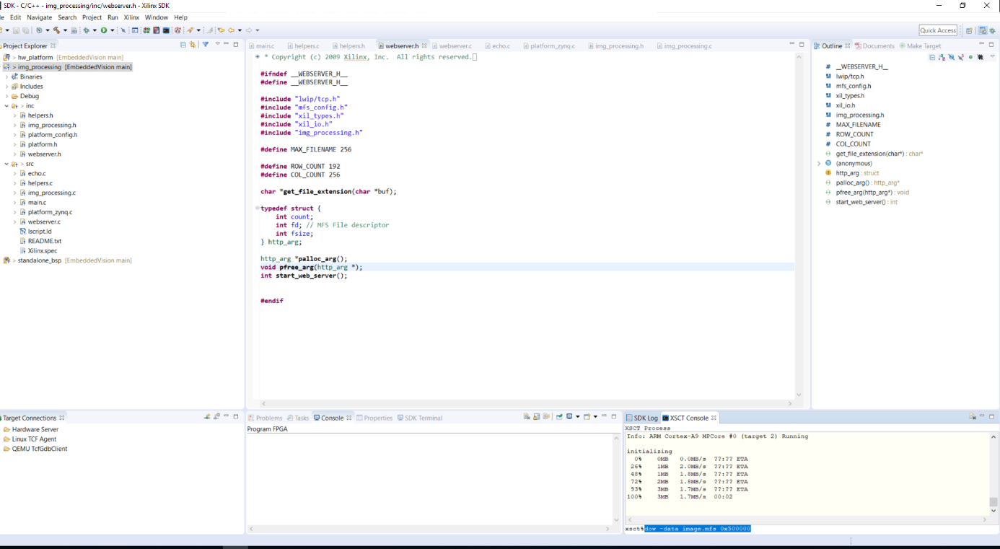 SDK - C/C++ - img_processing/inc/webserver.h - Xilinx SDK
Edit Navigate Search Project Run Xilinx Window Help
Quick Access
Project Explorer
hw_platform [EmbeddedVision main]
img_processing [EmbeddedVision main]
Binaries
Includes
Debug
inc
helpers.h
img_processing.h
platform_config.h
platform.h
webserver.h
src
echo.c
helpers.c
img_processing.c
main.c
platform_zynq.c
webserver.c
lscript.ld
README.txt
Xilinx.spec
standalone_bsp [EmbeddedVision main]
main.c helpers.c helpers.h webserver.h webserver.c echo.c platform_zynq.c img_processing.h img_processing.c
* Copyright (c) 2009 Xilinx, Inc. All rights reserved.
#ifndef __WEBSERVER_H__
#define __WEBSERVER_H__
#include "lwip/tcp.h"
#include "mfs_config.h"
#include "xil_types.h"
#include "xil_io.h"
#include "img_processing.h"
#define MAX_FILENAME 256
#define ROW_COUNT 192
#define COL_COUNT 256
char *get_file_extension(char *buf);
typedef struct {
int count;
int fd; // MFS File descriptor
int fsize;
} http_arg;
http_arg *palloc_arg();
void pfree_arg(http_arg *);
int start_web_server();
#endif
Outline Documents Make Target
# __WEBSERVER_H__
lwip/tcp.h
mfs_config.h
xil_types.h
xil_io.h
img_processing.h
# MAX_FILENAME
# ROW_COUNT
# COL_COUNT
get_file_extension(char*) : char*
(anonymous)
http_arg : struct
palloc_arg() : http_arg*
pfree_arg(http_arg*) : void
start_web_server() : int
Target Connections
Hardware Server
Linux TCF Agent
QEMU TcfGdbClient
Problems Tasks Console Properties SDK Terminal
Program FPGA
SDK Log XSCT Console
XSCT Process
Info: ARM Cortex-A9 MPCore #0 (target 2) Running
initializing
0% 0MB 0.0MB/s ??:?? ETA
26% 1MB 2.0MB/s ??:?? ETA
48% 1MB 1.8MB/s ??:?? ETA
72% 2MB 1.8MB/s ??:?? ETA
93% 3MB 1.7MB/s ??:?? ETA
100% 3MB 1.7MB/s 00:02
xsct% dow -data image.mfs 0x500000